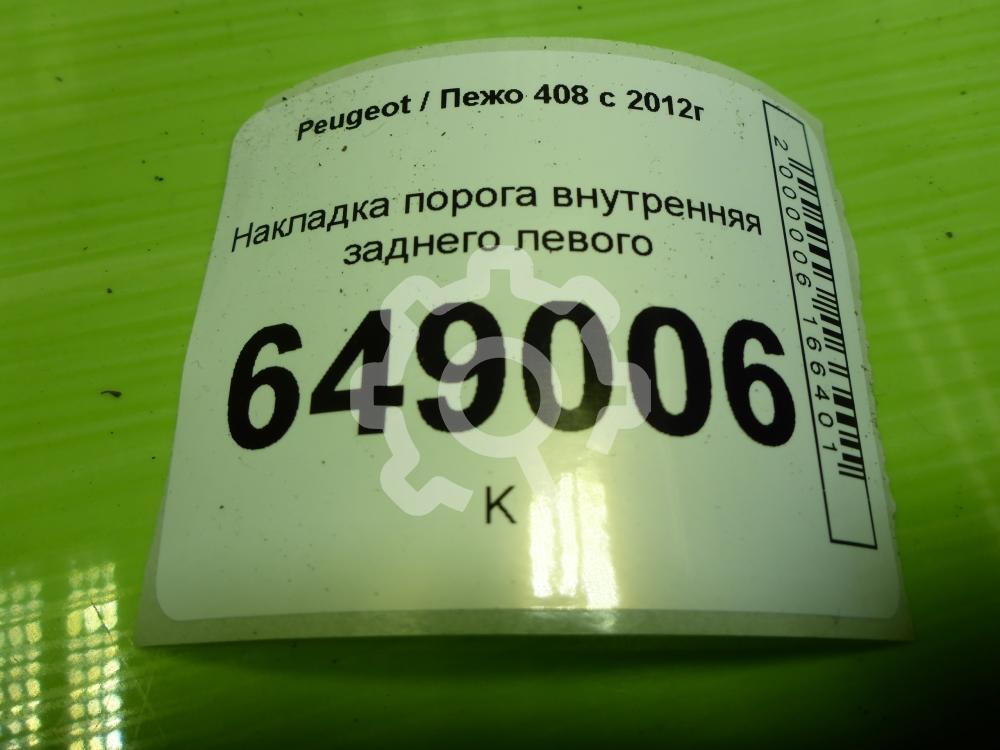 Peugeot / Пежо 408 с 2012г
Накладка порога внутренняя
заднего левого
649006
К
2000006166401